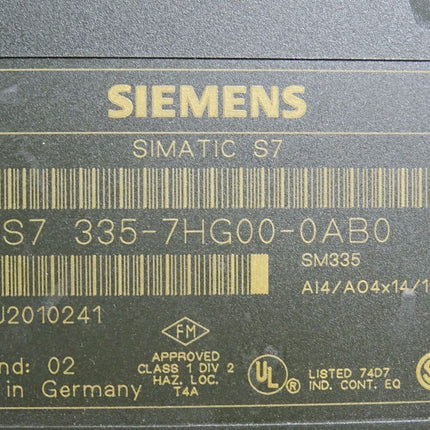 SIEMENS
SIMATIC S7
S7 335-7HG00-0AB0
SM335
AI4/AO4x14/1
J2010241
FM
APPROVED
CLASS 1 DIV 2
HAZ. LOC.
T4A
nd: 02
in Germany
UL ®
LISTED 74D7
IND. CONT. EQ